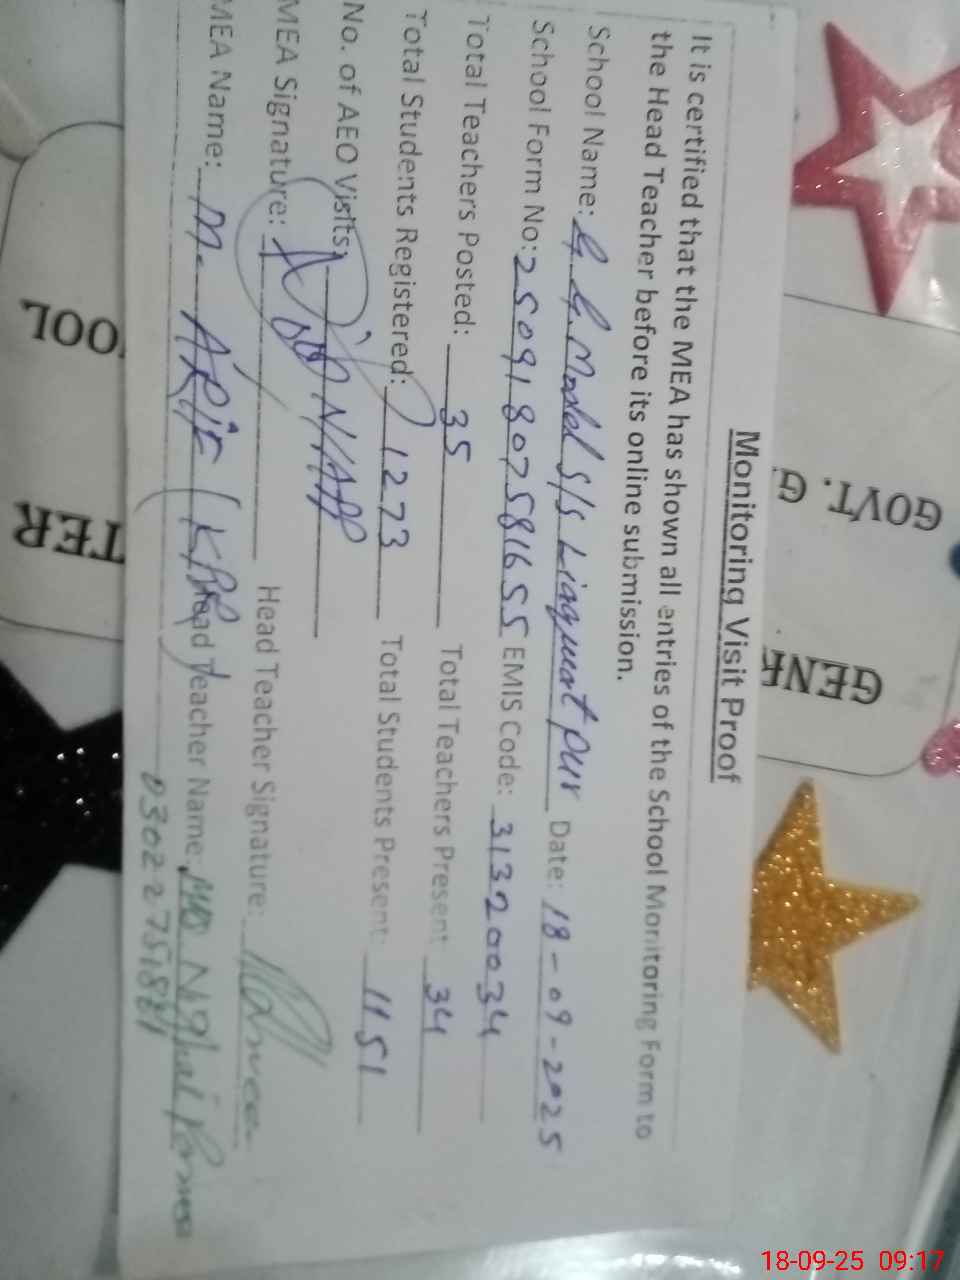 Monitoring Visit Proof
It is certified that the MEA has shown all entries of the School Monitoring Form to
the Head Teacher before its online submission.
School Name: G.G. Model S/S Liaquat pur Date: 18-09-2025
School Form No: 25091807581655 EMIS Code: 31320034
Total Teachers Posted: 35 Total Teachers Present 34
Total Students Registered: 1273 Total Students Present: 1151
No. of AEO Visits:
MEA Signature: Head Teacher Signature:
MEA Name: M. ARIF Head Teacher Name:
03022751881
GOVT. G
GENE
OOL
TER
18-09-25 09:17